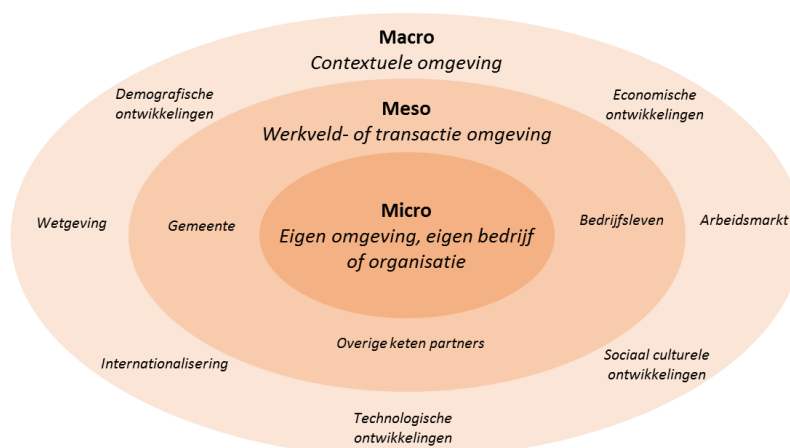 Macro
Contextuele omgeving
Demografische
ontwikkelingen
Economische
ontwikkelingen
Meso
Werkveld- of transactie omgeving
Micro
Eigen omgeving, eigen bedrijf
of organisatie
Wetgeving
Gemeente
Bedrijfsleven
Arbeidsmarkt
Overige keten partners
Internationalisering
Sociaal culturele
ontwikkelingen
Technologische
ontwikkelingen